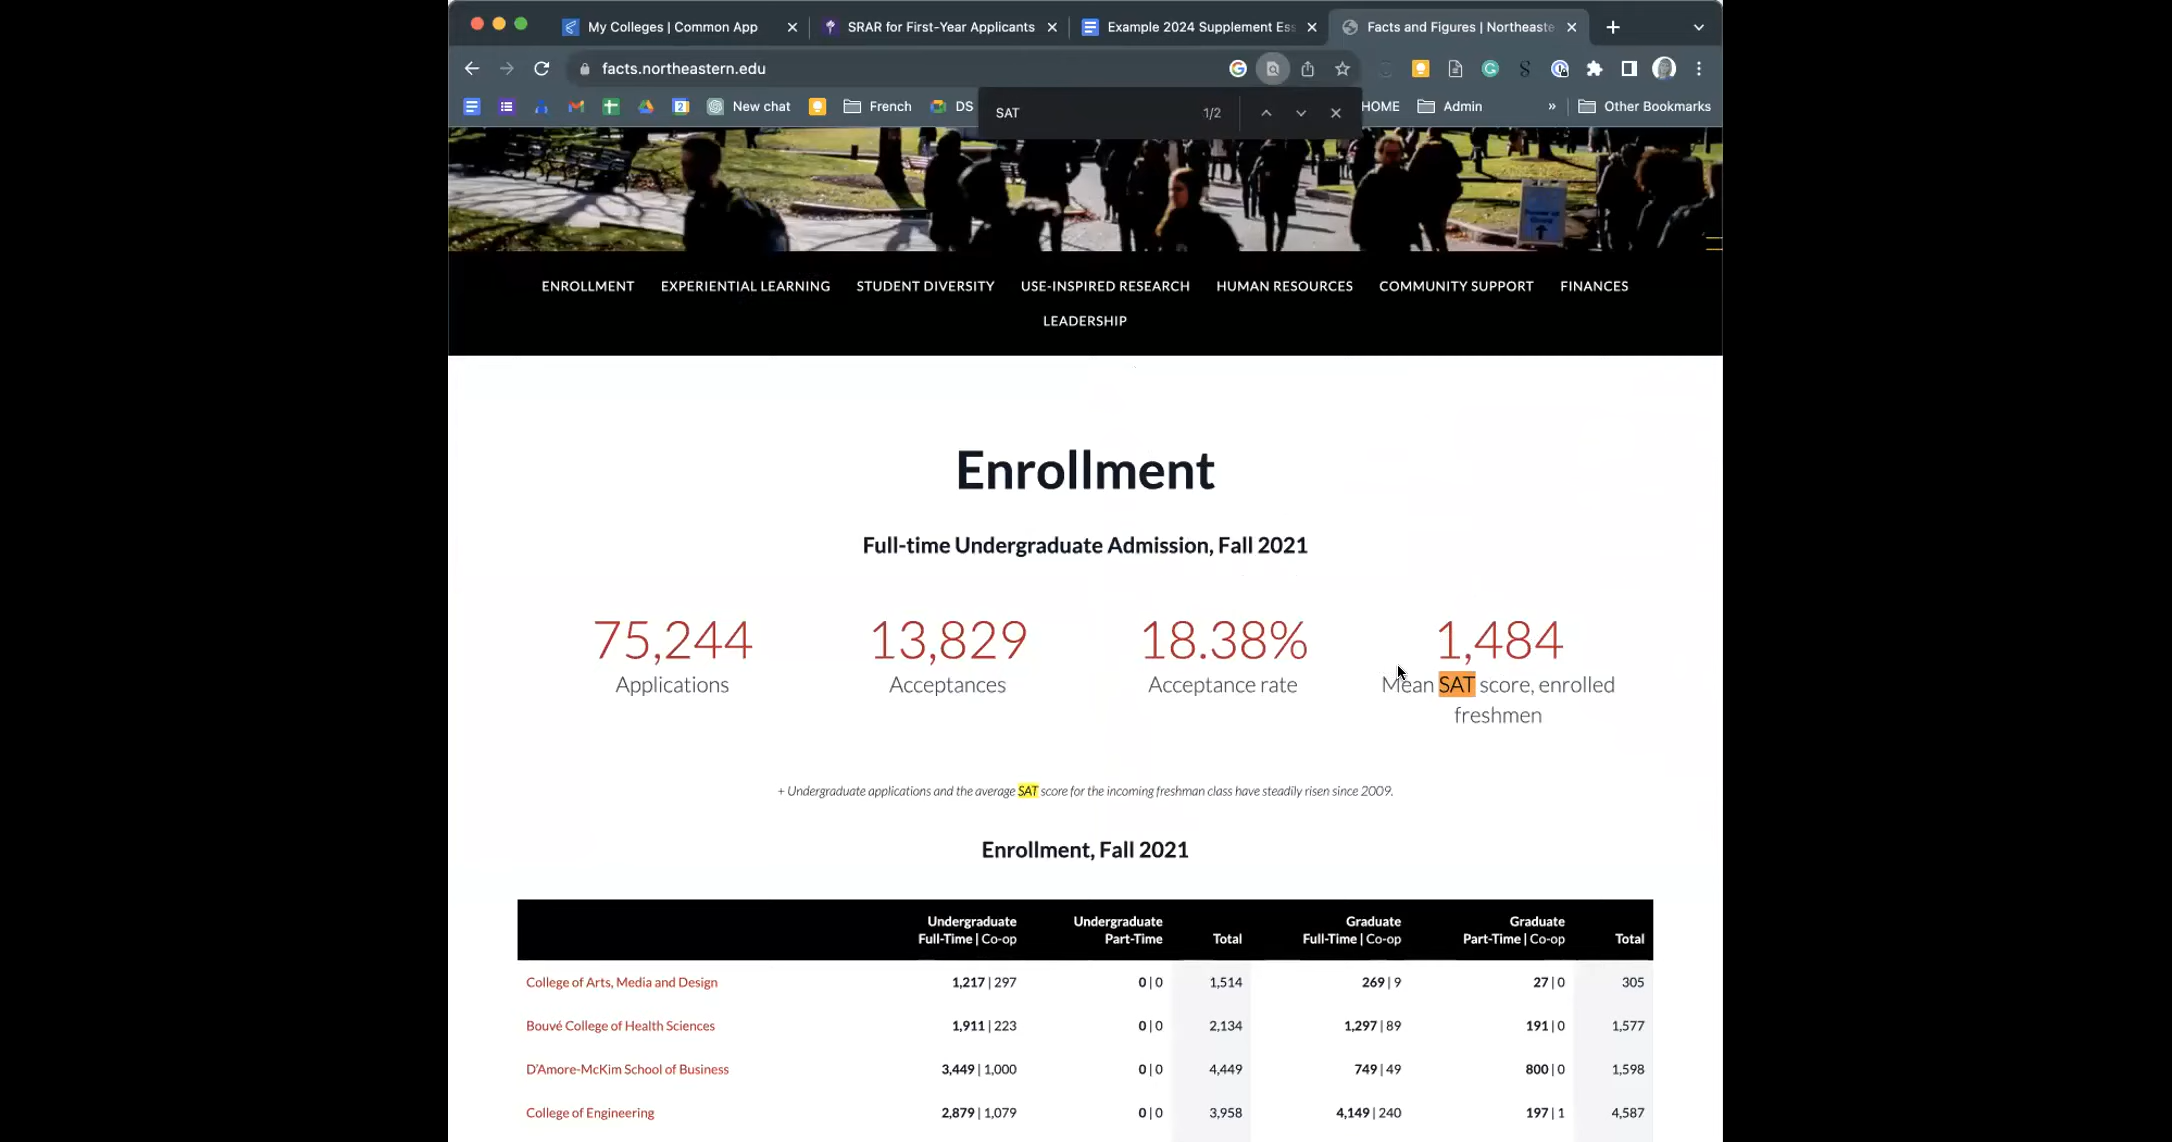 My Colleges | Common App
SRAR for First-Year Applicants
Example 2024 Supplement Ess
Facts and Figures | Northeaste
facts.northeastern.edu
2
New chat
French
DS
HOME
Admin
»
Other Bookmarks
SAT
1/2
ENROLLMENT EXPERIENTIAL LEARNING STUDENT DIVERSITY USE-INSPIRED RESEARCH HUMAN RESOURCES COMMUNITY SUPPORT FINANCES
LEADERSHIP
Enrollment
Full-time Undergraduate Admission, Fall 2021
75,244
Applications
13,829
Acceptances
18.38%
Acceptance rate
1,484
Mean SAT score, enrolled
freshmen
+ Undergraduate applications and the average SAT score for the incoming freshman class have steadily risen since 2009.
Enrollment, Fall 2021
Undergraduate Full-Time | Co-op
Undergraduate Part-Time
Total
Graduate Full-Time | Co-op
Graduate Part-Time | Co-op
Total
College of Arts, Media and Design 1,217 | 297 0 | 0 1,514 269 | 9 27 | 0 305
Bouvé College of Health Sciences 1,911 | 223 0 | 0 2,134 1,297 | 89 191 | 0 1,577
D'Amore-McKim School of Business 3,449 | 1,000 0 | 0 4,449 749 | 49 800 | 0 1,598
College of Engineering 2,879 | 1,079 0 | 0 3,958 4,149 | 240 197 | 1 4,587